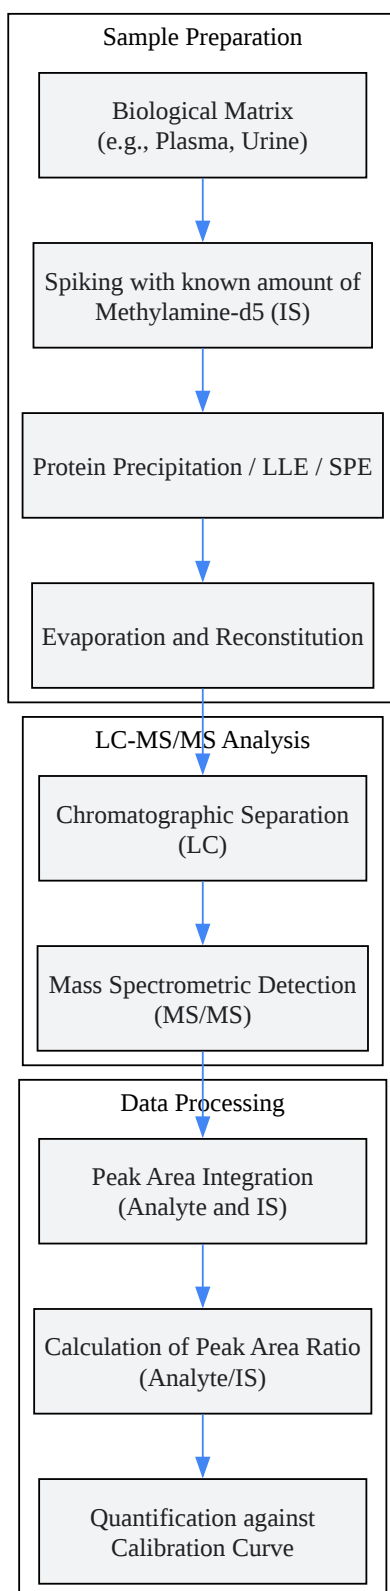 Sample Preparation
Biological Matrix
(e.g., Plasma, Urine)
Spiking with known amount of
Methylamine-d5 (IS)
Protein Precipitation / LLE / SPE
Evaporation and Reconstitution
LC-MS/MS Analysis
Chromatographic Separation
(LC)
Mass Spectrometric Detection
(MS/MS)
Data Processing
Peak Area Integration
(Analyte and IS)
Calculation of Peak Area Ratio
(Analyte/IS)
Quantification against
Calibration Curve